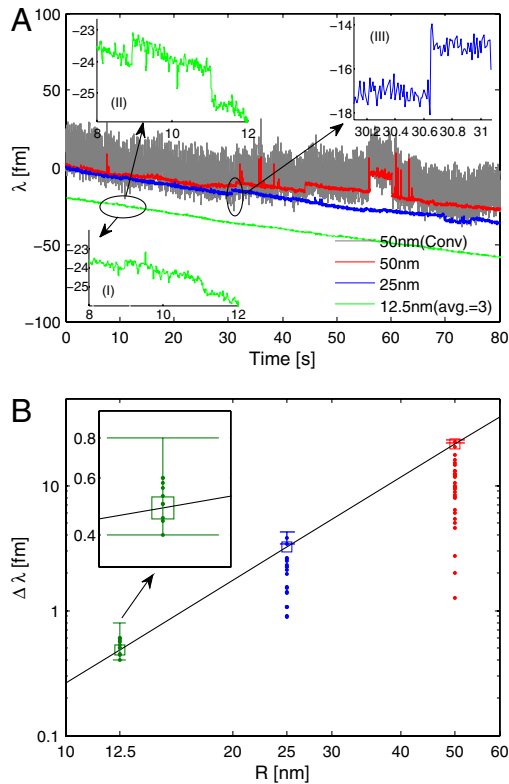 A
100
50
0
−50
−100
λ [fm]
−23
−24
−25
(II)
8
10
12
−14
−16
−18
(III)
30.2 30.4 30.6 30.8 31
−23
−24
−25
(I)
8
10
12
50nm(Conv)
50nm
25nm
12.5nm(avg.=3)
0 10 20 30 40 50 60 70 80
Time [s]
B
10
1
0.1
Δ λ [fm]
0.8
0.6
0.4
10 12.5 20 25 30 40 50 60
R [nm]